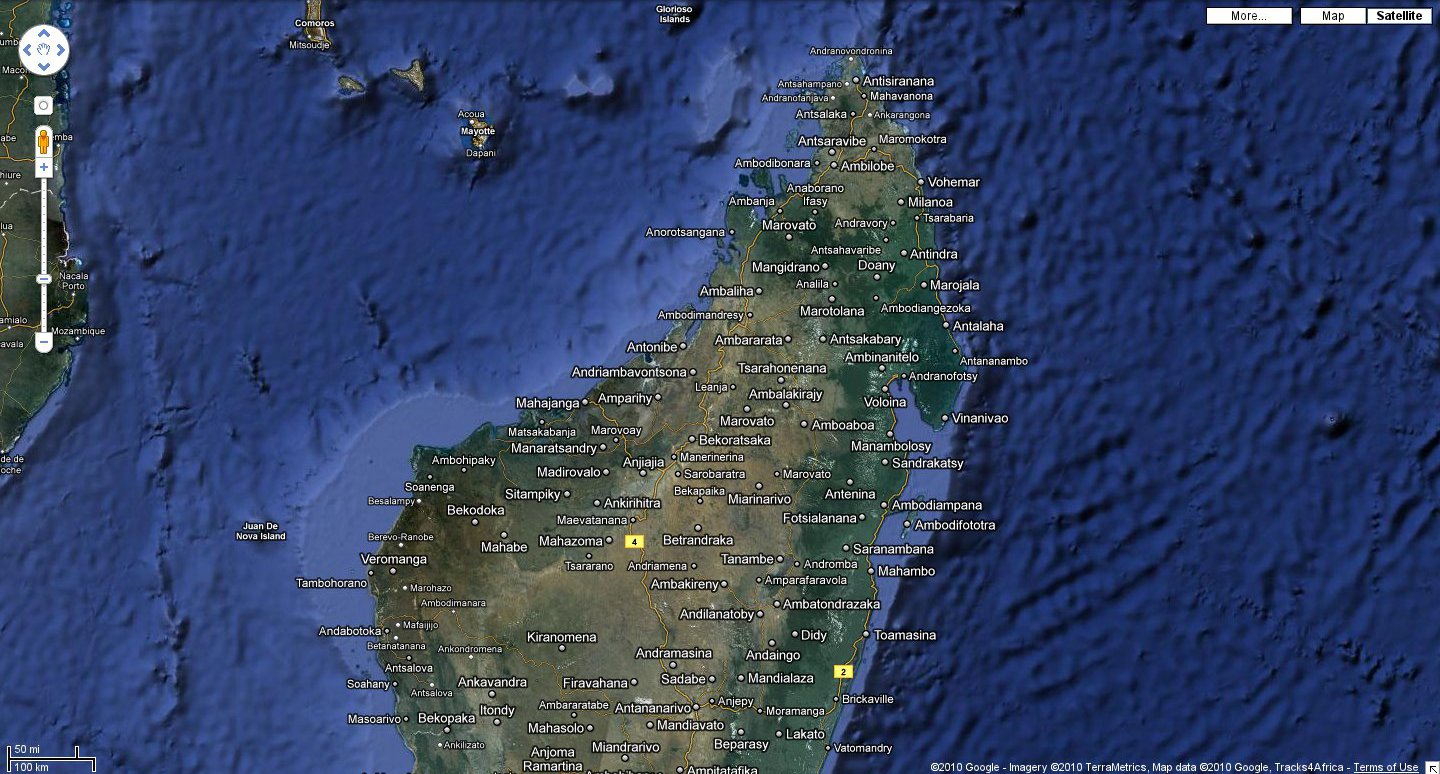 Glorioso
Islands
More...
Map
Satellite
Comoros
Mitsoudje
Andranovondronina
Antsahampano
Antisiranana
Andranofanjava
Mahavanona
Antsalaka
Ankarangona
Acoua
Mayotte
Dapani
Antsaravibe
Maromokotra
Ambodibonara
Ambilobe
Vohemar
Anaborano
Ifasy
Ambanja
Milanoa
Tsarabaria
Marovato
Andravory
Anorotsangana
Antsahavaribe
Antindra
Mangidrano
Doany
Nacala
Porto
Analila
Marojala
Ambaliha
Ambodiangezoka
Marotolana
Ambodimandresy
Antalaha
Mozambique
Ambararata
Antsakabary
Antonibe
Ambinanitelo
Antananambo
Tsarahonenana
Andriambavontsona
Andranofotsy
Leanja
Ambalakirajy
Amparihy
Mahajanga
Voloina
Marovato
Vinanivao
Amboaboa
Matsakabanja
Marovoay
Bekoratsaka
Manambolosy
Manaratsandry
Manerinerina
Ambohipaky
Anjiajia
Sandrakatsy
Madirovalo
Sarobaratra
Marovato
Soanenga
Bekapaika
Sitampiky
Miarinarivo
Antenina
Besalampy
Ankirihitra
Ambodiampana
Bekodoka
Maevatanana
Fotsialanana
Ambodifototra
Juan De
Nova Island
Berevo-Ranobe
Mahabe
Mahazoma
4
Betrandraka
Saranambana
Veromanga
Tsararano
Andriamena
Tanambe
Andromba
Mahambo
Tambohorano
Marohazo
Ambakireny
Amparafaravola
Ambodimanara
Ambatondrazaka
Andilanatoby
Mafaijijo
Andabotoka
Kiranomena
Didy
Toamasina
Betanatanana
Ankondromena
Andramasina
Andaingo
Antsalova
2
Soahany
Ankavandra
Firavahana
Sadabe
Mandialaza
Antsalova
Ambararatabe
Antananarivo
Anjepy
Brickaville
Itondy
Moramanga
Masoarivo
Bekopaka
Mahasolo
Mandiavato
Lakato
Ankilizato
Miandrarivo
Beparasy
Vatomandry
Anjoma
Ramartina
Ampitatafika
50 mi
100 km
©2010 Google - Imagery ©2010 TerraMetrics, Map data ©2010 Google, Tracks4Africa - Terms of Use